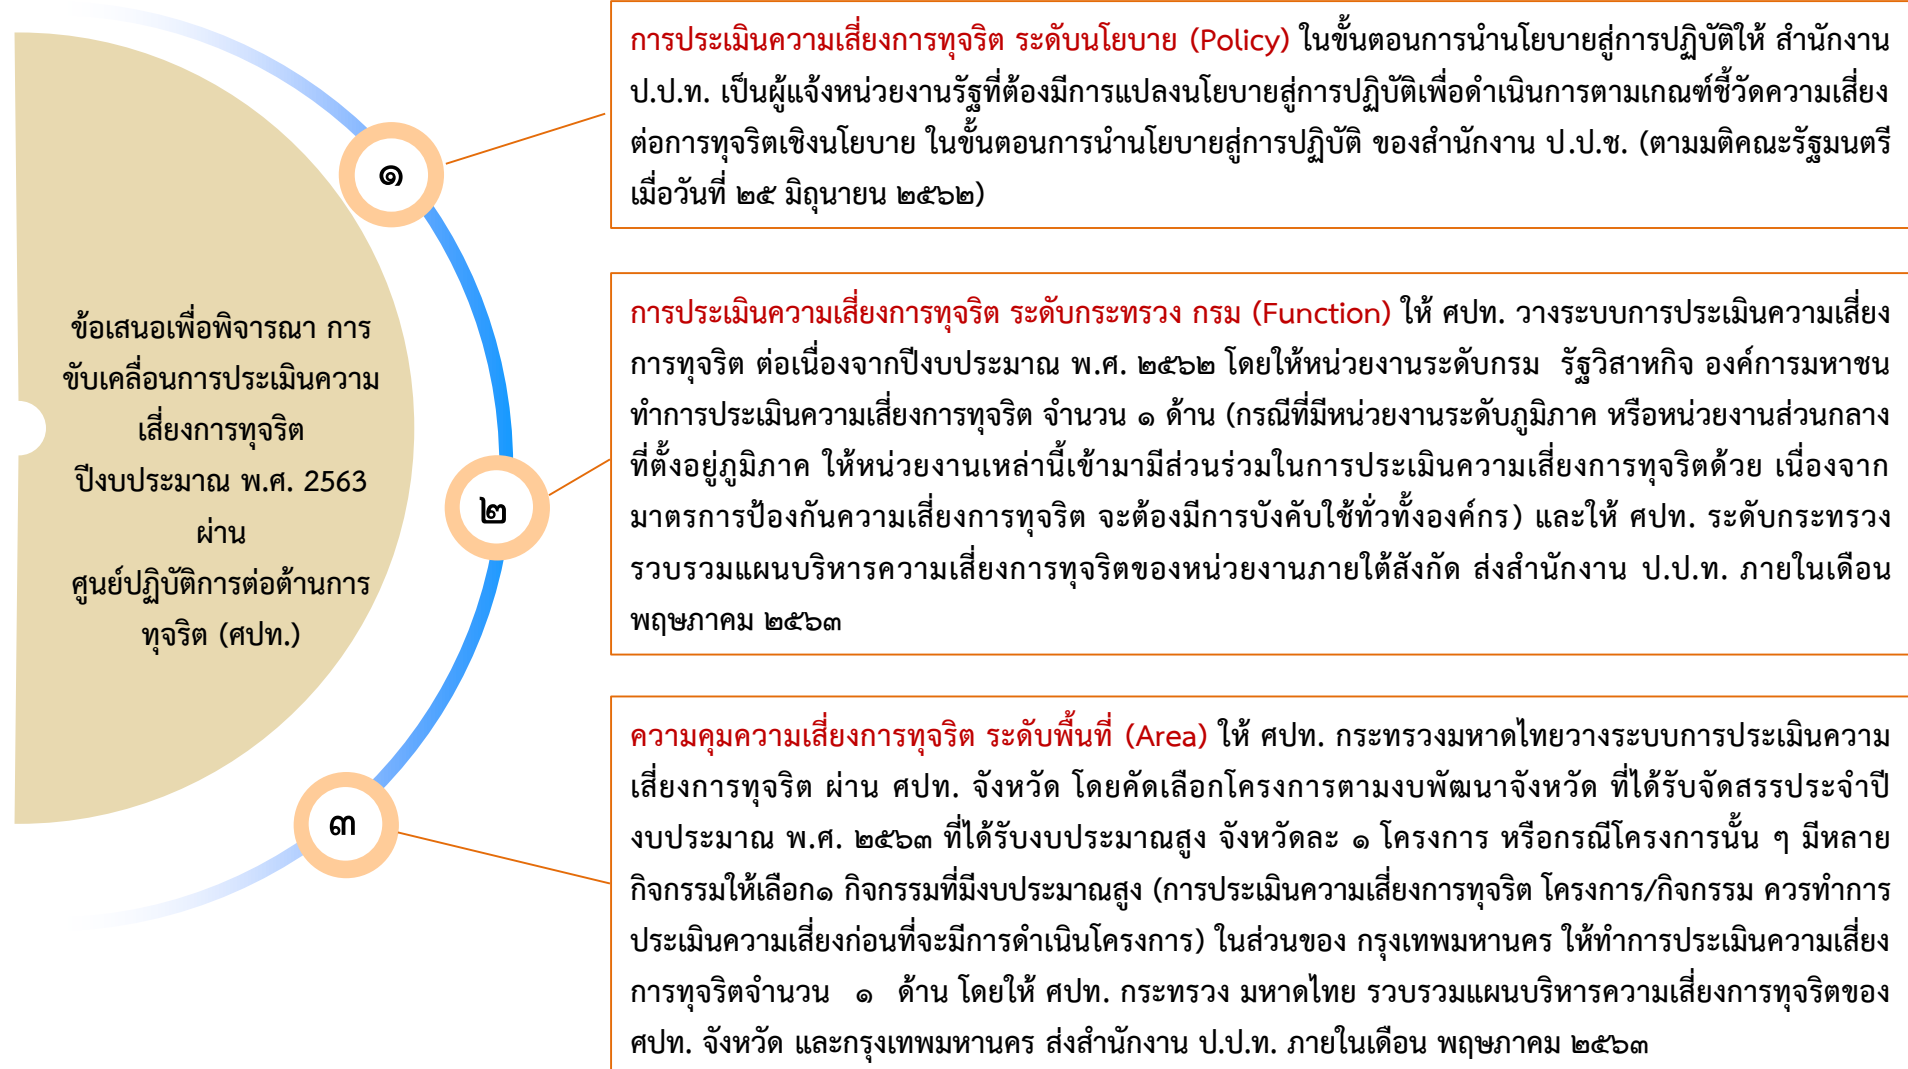 ข้อเสนอเพื่อพิจารณา การ
ขับเคลื่อนการประเมินความ
เสี่ยงการทุจริต
ปีงบประมาณ พ.ศ. 2563
ผ่าน
ศูนย์ปฏิบัติการต่อต้านการ
ทุจริต (ศปท.)
๑
การประเมินความเสี่ยงการทุจริต ระดับนโยบาย (Policy) ในขั้นตอนการนำนโยบายสู่การปฏิบัติให้ สำนักงาน
ป.ป.ท. เป็นผู้แจ้งหน่วยงานรัฐที่ต้องมีการแปลงนโยบายสู่การปฏิบัติเพื่อดำเนินการตามเกณฑ์ชี้วัดความเสี่ยง
ต่อการทุจริตเชิงนโยบาย ในขั้นตอนการนำนโยบายสู่การปฏิบัติ ของสำนักงาน ป.ป.ช. (ตามมติคณะรัฐมนตรี
เมื่อวันที่ ๒๕ มิถุนายน ๒๕๖๒)
๒
การประเมินความเสี่ยงการทุจริต ระดับกระทรวง กรม (Function) ให้ ศปท. วางระบบการประเมินความเสี่ยง
การทุจริต ต่อเนื่องจากปีงบประมาณ พ.ศ. ๒๕๖๒ โดยให้หน่วยงานระดับกรม รัฐวิสาหกิจ องค์การมหาชน
ทำการประเมินความเสี่ยงการทุจริต จำนวน ๑ ด้าน (กรณีที่มีหน่วยงานระดับภูมิภาค หรือหน่วยงานส่วนกลาง
ที่ตั้งอยู่ภูมิภาค ให้หน่วยงานเหล่านี้เข้ามามีส่วนร่วมในการประเมินความเสี่ยงการทุจริตด้วย เนื่องจาก
มาตรการป้องกันความเสี่ยงการทุจริต จะต้องมีการบังคับใช้ทั่วทั้งองค์กร) และให้ ศปท. ระดับกระทรวง
รวบรวมแผนบริหารความเสี่ยงการทุจริตของหน่วยงานภายใต้สังกัด ส่งสำนักงาน ป.ป.ท. ภายในเดือน
พฤษภาคม ๒๕๖๓
๓
ความคุมความเสี่ยงการทุจริต ระดับพื้นที่ (Area) ให้ ศปท. กระทรวงมหาดไทยวางระบบการประเมินความ
เสี่ยงการทุจริต ผ่าน ศปท. จังหวัด โดยคัดเลือกโครงการตามงบพัฒนาจังหวัด ที่ได้รับจัดสรรประจำปี
งบประมาณ พ.ศ. ๒๕๖๓ ที่ได้รับงบประมาณสูง จังหวัดละ ๑ โครงการ หรือกรณีโครงการนั้น ๆ มีหลาย
กิจกรรมให้เลือก๑ กิจกรรมที่มีงบประมาณสูง (การประเมินความเสี่ยงการทุจริต โครงการ/กิจกรรม ควรทำการ
ประเมินความเสี่ยงก่อนที่จะมีการดำเนินโครงการ) ในส่วนของ กรุงเทพมหานคร ให้ทำการประเมินความเสี่ยง
การทุจริตจำนวน ๑ ด้าน โดยให้ ศปท. กระทรวง มหาดไทย รวบรวมแผนบริหารความเสี่ยงการทุจริตของ
ศปท. จังหวัด และกรุงเทพมหานคร ส่งสำนักงาน ป.ป.ท. ภายในเดือน พฤษภาคม ๒๕๖๓